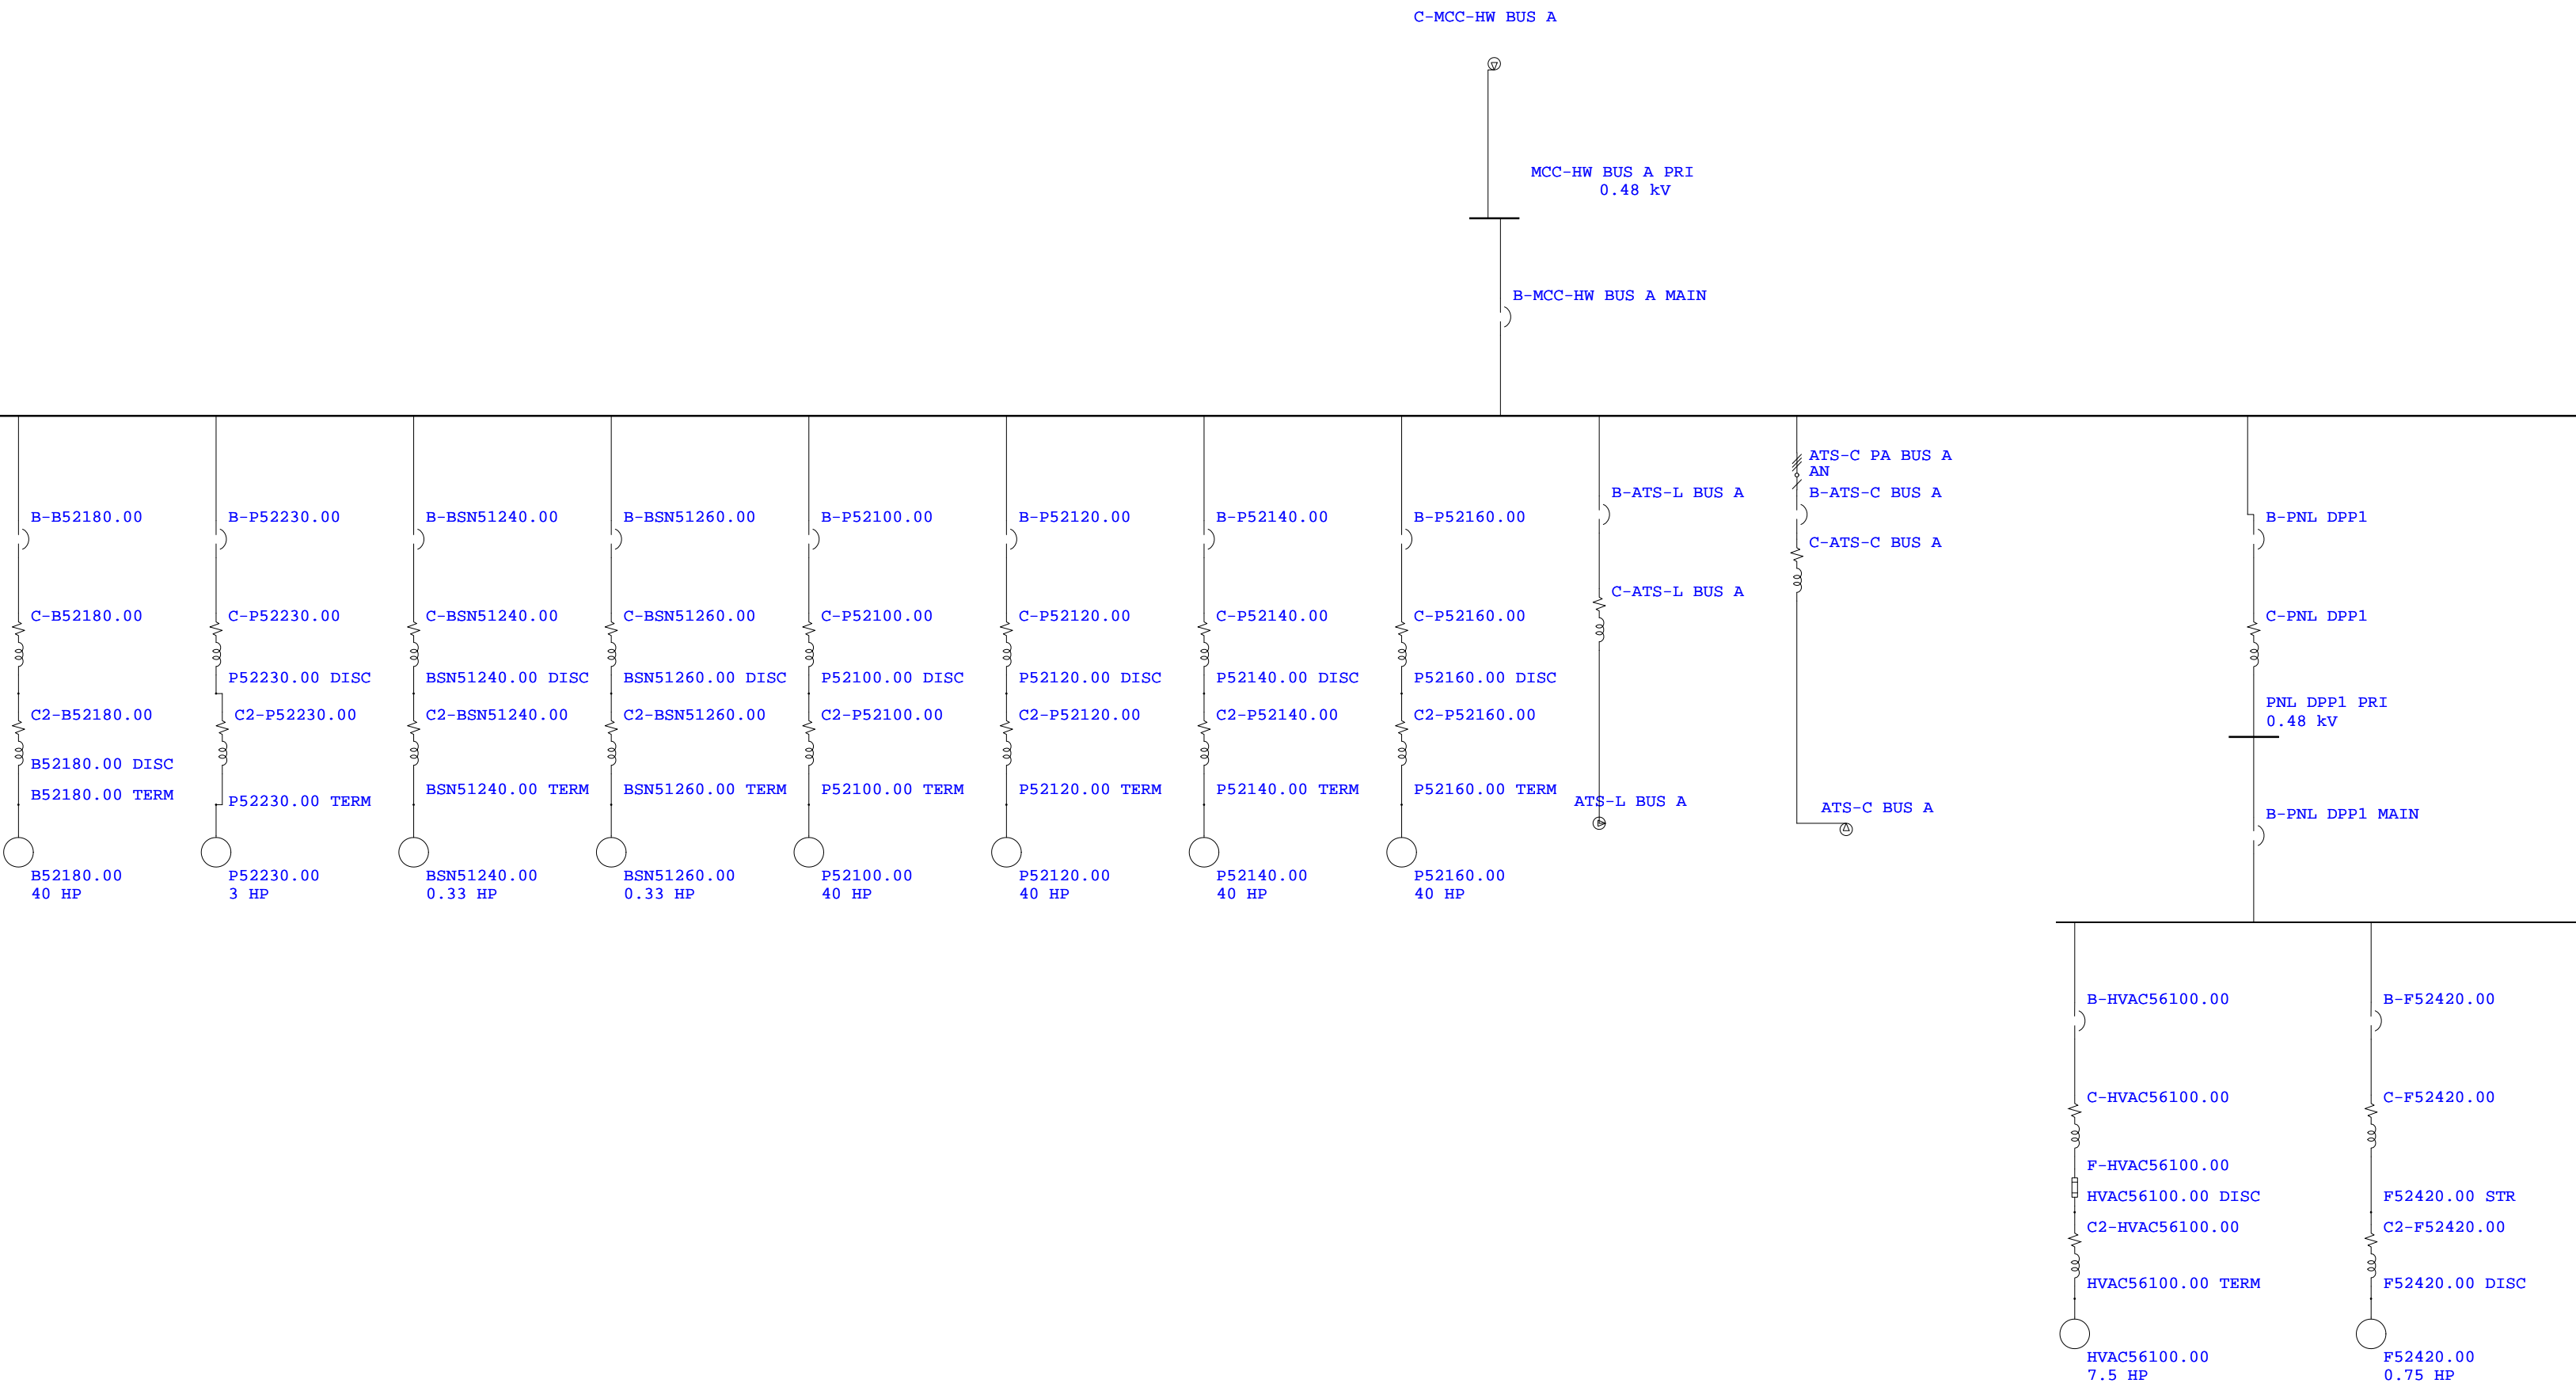 C-MCC-HW BUS A
MCC-HW BUS A PRI
0.48 kV
B-MCC-HW BUS A MAIN
B-B52180.00
C-B52180.00
C2-B52180.00
B52180.00 DISC
B52180.00 TERM
B52180.00
40 HP
B-P52230.00
C-P52230.00
P52230.00 DISC
C2-P52230.00
P52230.00 TERM
P52230.00
3 HP
B-BSN51240.00
C-BSN51240.00
BSN51240.00 DISC
C2-BSN51240.00
BSN51240.00 TERM
BSN51240.00
0.33 HP
B-BSN51260.00
C-BSN51260.00
BSN51260.00 DISC
C2-BSN51260.00
BSN51260.00 TERM
BSN51260.00
0.33 HP
B-P52100.00
C-P52100.00
P52100.00 DISC
C2-P52100.00
P52100.00 TERM
P52100.00
40 HP
B-P52120.00
C-P52120.00
P52120.00 DISC
C2-P52120.00
P52120.00 TERM
P52120.00
40 HP
B-P52140.00
C-P52140.00
P52140.00 DISC
C2-P52140.00
P52140.00 TERM
P52140.00
40 HP
B-P52160.00
C-P52160.00
P52160.00 DISC
C2-P52160.00
P52160.00 TERM
P52160.00
40 HP
B-ATS-L BUS A
C-ATS-L BUS A
ATS-L BUS A
ATS-C PA BUS A
AN
B-ATS-C BUS A
C-ATS-C BUS A
ATS-C BUS A
B-PNL DPP1
C-PNL DPP1
PNL DPP1 PRI
0.48 kV
B-PNL DPP1 MAIN
B-HVAC56100.00
C-HVAC56100.00
F-HVAC56100.00
HVAC56100.00 DISC
C2-HVAC56100.00
HVAC56100.00 TERM
HVAC56100.00
7.5 HP
B-F52420.00
C-F52420.00
F52420.00 STR
C2-F52420.00
F52420.00 DISC
F52420.00
0.75 HP